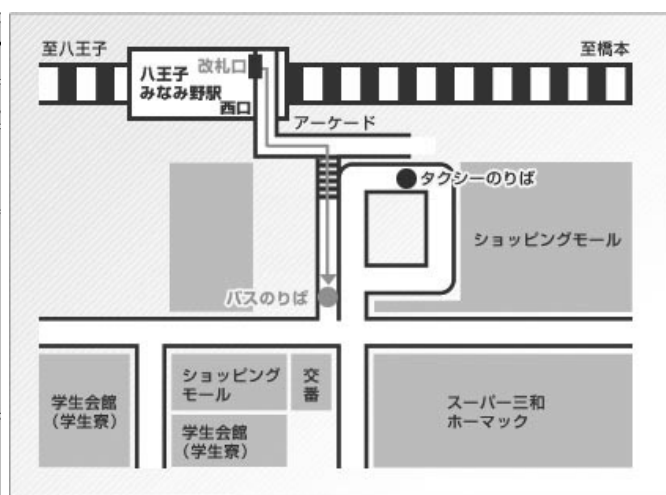 至八王子
至橋本
八王子
みなみ野駅
西口
改札口
アーケード
タクシーのりば
ショッピングモール
バスのりば
学生会館
(学生寮)
ショッピング
モール
交
番
学生会館
(学生寮)
スーパー三和
ホーマック